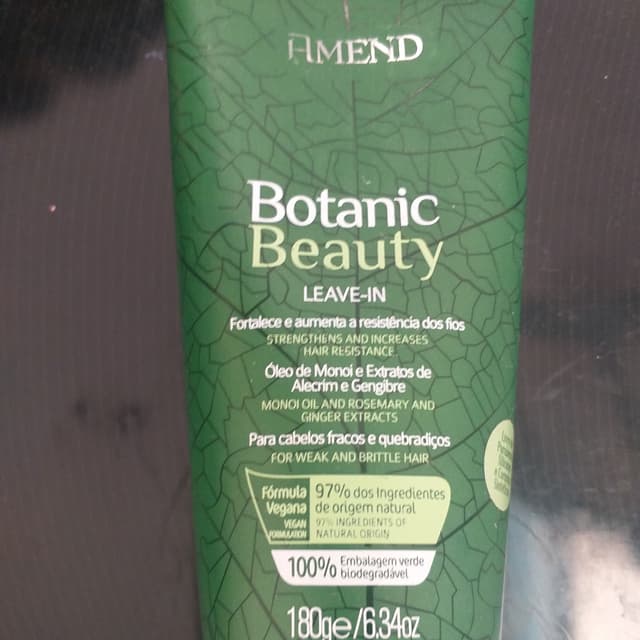 AMEND
Botanic
Beauty
LEAVE-IN
Fortalece e aumenta a resistência dos fios
STRENGTHENS AND INCREASES
HAIR RESISTANCE.
Óleo de Monoi e Extratos de
Alecrim e Gengibre
MONOI OIL AND ROSEMARY AND
GINGER EXTRACTS
Para cabelos fracos e quebradiços
FOR WEAK AND BRITTLE HAIR
Fórmula
Vegana
VEGAN
FORMULATION
97% dos Ingredientes
de origem natural
97% INGREDIENTS OF
NATURAL ORIGIN
100% Embalagem verde
biodegradável
180ge/6.34oz